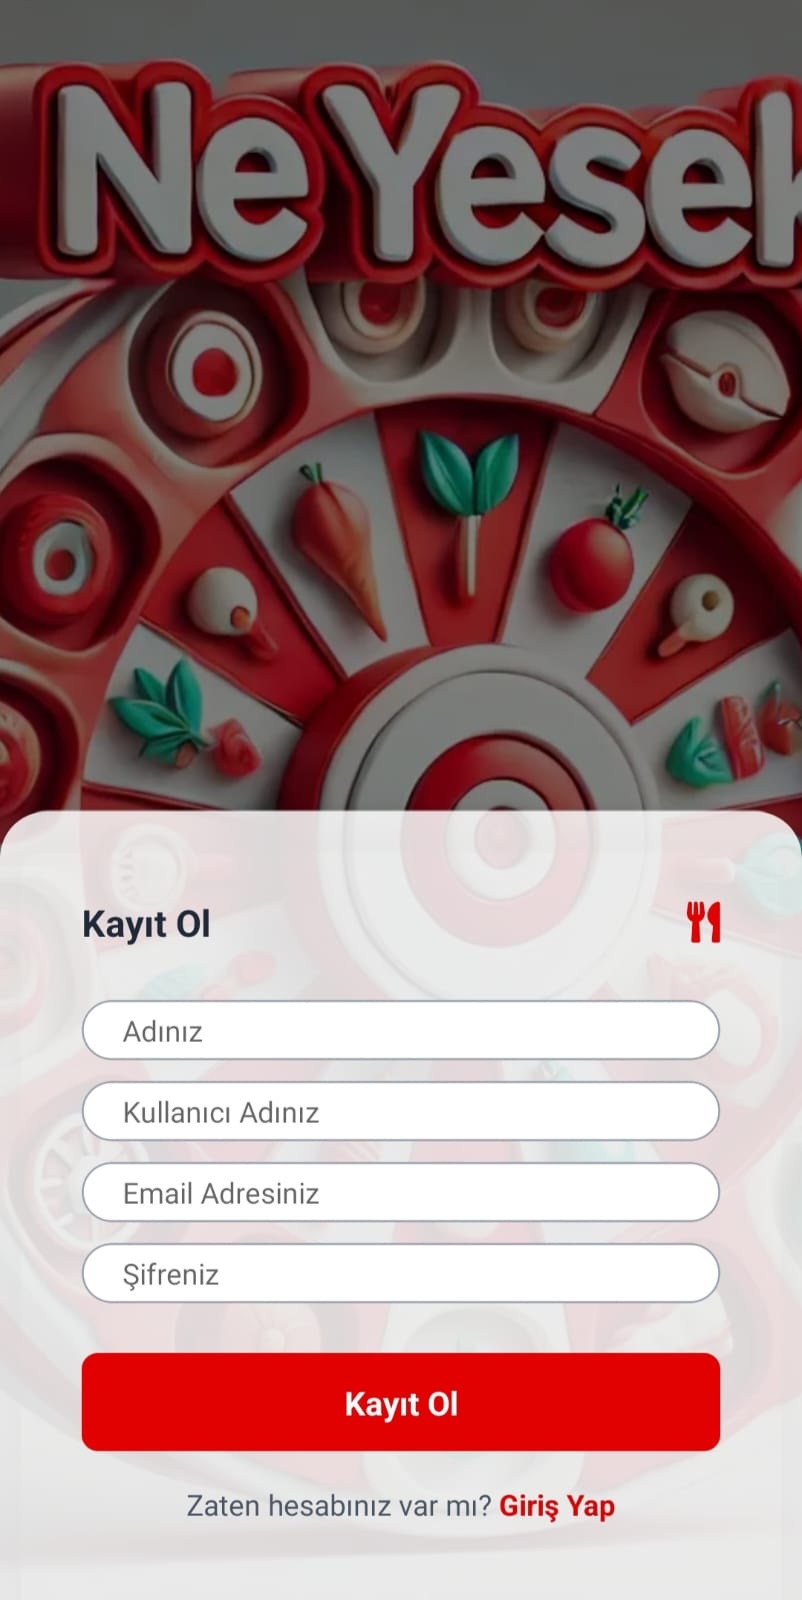 NeYesek
Kayıt Ol
Adınız
Kullanıcı Adınız
Email Adresiniz
Şifreniz
Kayıt Ol
Zaten hesabınız var mı? Giriş Yap